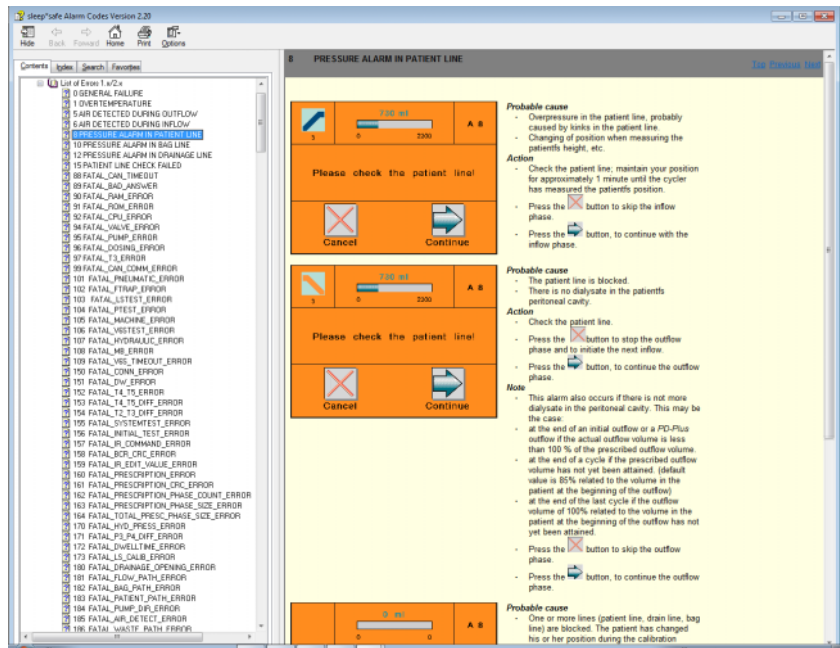 sleep*safe Alarm Codes Version 2.20
Hide Back Forward Home Print Options
Contents Index Search Favorites
List of Errors 1.x/2.x
0 GENERAL FAILURE
1 OVERTEMPERATURE
5 AIR DETECTED DURING OUTFLOW
6 AIR DETECTED DURING INFLOW
8 PRESSURE ALARM IN PATIENT LINE
10 PRESSURE ALARM IN BAG LINE
12 PRESSURE ALARM IN DRAINAGE LINE
15 PATIENT LINE CHECK FAILED
88 FATAL_CAN_TIMEOUT
89 FATAL_BAD_ANSWER
90 FATAL_RAM_ERROR
91 FATAL_ROM_ERROR
92 FATAL_CPU_ERROR
94 FATAL_VALVE_ERROR
95 FATAL_PUMP_ERROR
96 FATAL_DOSING_ERROR
97 FATAL_T3_ERROR
99 FATAL_CAN_COMM_ERROR
101 FATAL_PNEUMATIC_ERROR
102 FATAL_FTRAP_ERROR
103 FATAL_LSTEST_ERROR
104 FATAL_PTEST_ERROR
105 FATAL_MACHINE_ERROR
106 FATAL_VSSTEST_ERROR
107 FATAL_HYDRAULIC_ERROR
108 FATAL_MB_ERROR
109 FATAL_VGS_TIMEOUT_ERROR
150 FATAL_CONN_ERROR
151 FATAL_DW_ERROR
152 FATAL_T4_T5_ERROR
153 FATAL_T4_T5_DIFF_ERROR
154 FATAL_T2_T3_DIFF_ERROR
155 FATAL_SYSTEMTEST_ERROR
156 FATAL_INITIAL_TEST_ERROR
157 FATAL_IR_COMMAND_ERROR
158 FATAL_BCR_CRC_ERROR
159 FATAL_IR_EDIT_VALUE_ERROR
160 FATAL_PRESCRIPTION_ERROR
161 FATAL_PRESCRIPTION_CRC_ERROR
162 FATAL_PRESCRIPTION_PHASE_COUNT_ERROR
163 FATAL_PRESCRIPTION_PHASE_SIZE_ERROR
164 FATAL_TOTAL_PRESC_PHASE_SIZE_ERROR
170 FATAL_HYD_PRESS_ERROR
171 FATAL_P3_P4_DIFF_ERROR
172 FATAL_DWELLTIME_ERROR
173 FATAL_LS_CALIB_ERROR
180 FATAL_DRAINAGE_OPENING_ERROR
181 FATAL_FLOW_PATH_ERROR
182 FATAL_BAG_PATH_ERROR
183 FATAL_PATIENT_PATH_ERROR
184 FATAL_PUMP_DIR_ERROR
185 FATAL_AIR_DETECT_ERROR
186 FATAL_WASTE_PATH_ERROR
8 PRESSURE ALARM IN PATIENT LINE
Top Previous Next
730 ml
A 8
3 0 2300
Please check the patient line!
Cancel Continue
Probable cause
- Overpressure in the patient line, probably
caused by kinks in the patient line.
- Changing of position when measuring the
patientfs height, etc.
Action
- Check the patient line; maintain your position
for approximately 1 minute until the cycler
has measured the patientfs position.
- Press the button to skip the inflow
phase.
- Press the button, to continue with the
inflow phase.
730 ml
A 8
3 0 2300
Please check the patient line!
Cancel Continue
Probable cause
- The patient line is blocked.
- There is no dialysate in the patientfs
peritoneal cavity.
Action
- Check the patient line.
- Press the button to stop the outflow
phase and to initiate the next inflow.
- Press the button, to continue the outflow
phase.
Note
- This alarm also occurs if there is not more
dialysate in the peritoneal cavity. This may be
the case:
- at the end of an initial outflow or a PD-Plus
outflow if the actual outflow volume is less
than 100 % of the prescribed outflow volume.
- at the end of a cycle if the prescribed outflow
volume has not yet been attained. (default
value is 85% related to the volume in the
patient at the beginning of the outflow)
- at the end of the last cycle if the outflow
volume of 100% related to the volume in the
patient at the beginning of the outflow has not
yet been attained.
- Press the button to skip the outflow
phase.
- Press the button, to continue the outflow
phase.
0 ml
A 8
0 0
Probable cause
- One or more lines (patient line, drain line, bag
line) are blocked. The patient has changed
his or her position during the calibration